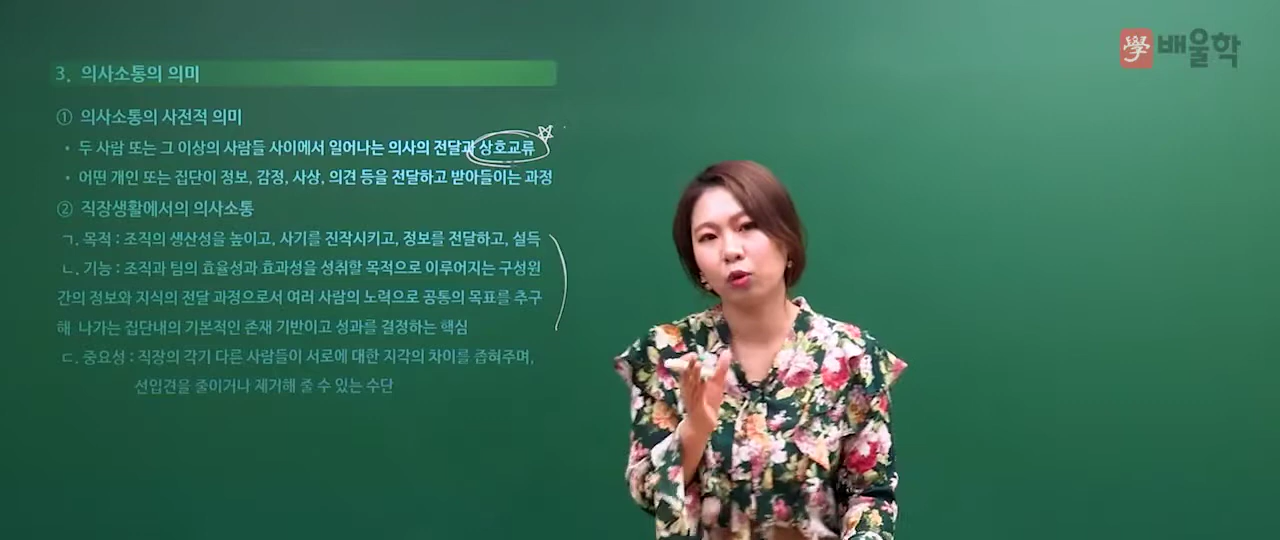 學 배울학
3. 의사소통의 의미
① 의사소통의 사전적 의미
• 두 사람 또는 그 이상의 사람들 사이에서 일어나는 의사의 전달과 상호교류
• 어떤 개인 또는 집단이 정보, 감정, 사상, 의견 등을 전달하고 받아들이는 과정
② 직장생활에서의 의사소통
ㄱ. 목적 : 조직의 생산성을 높이고, 사기를 진작시키고, 정보를 전달하고, 설득
ㄴ. 기능 : 조직과 팀의 효율성과 효과성을 성취할 목적으로 이루어지는 구성원
간의 정보와 지식의 전달 과정으로서 여러 사람의 노력으로 공통의 목표를 추구
해 나가는 집단내의 기본적인 존재 기반이고 성과를 결정하는 핵심
ㄷ. 중요성 : 직장의 각기 다른 사람들이 서로에 대한 지각의 차이를 좁혀주며,
선입견을 줄이거나 제거해 줄 수 있는 수단